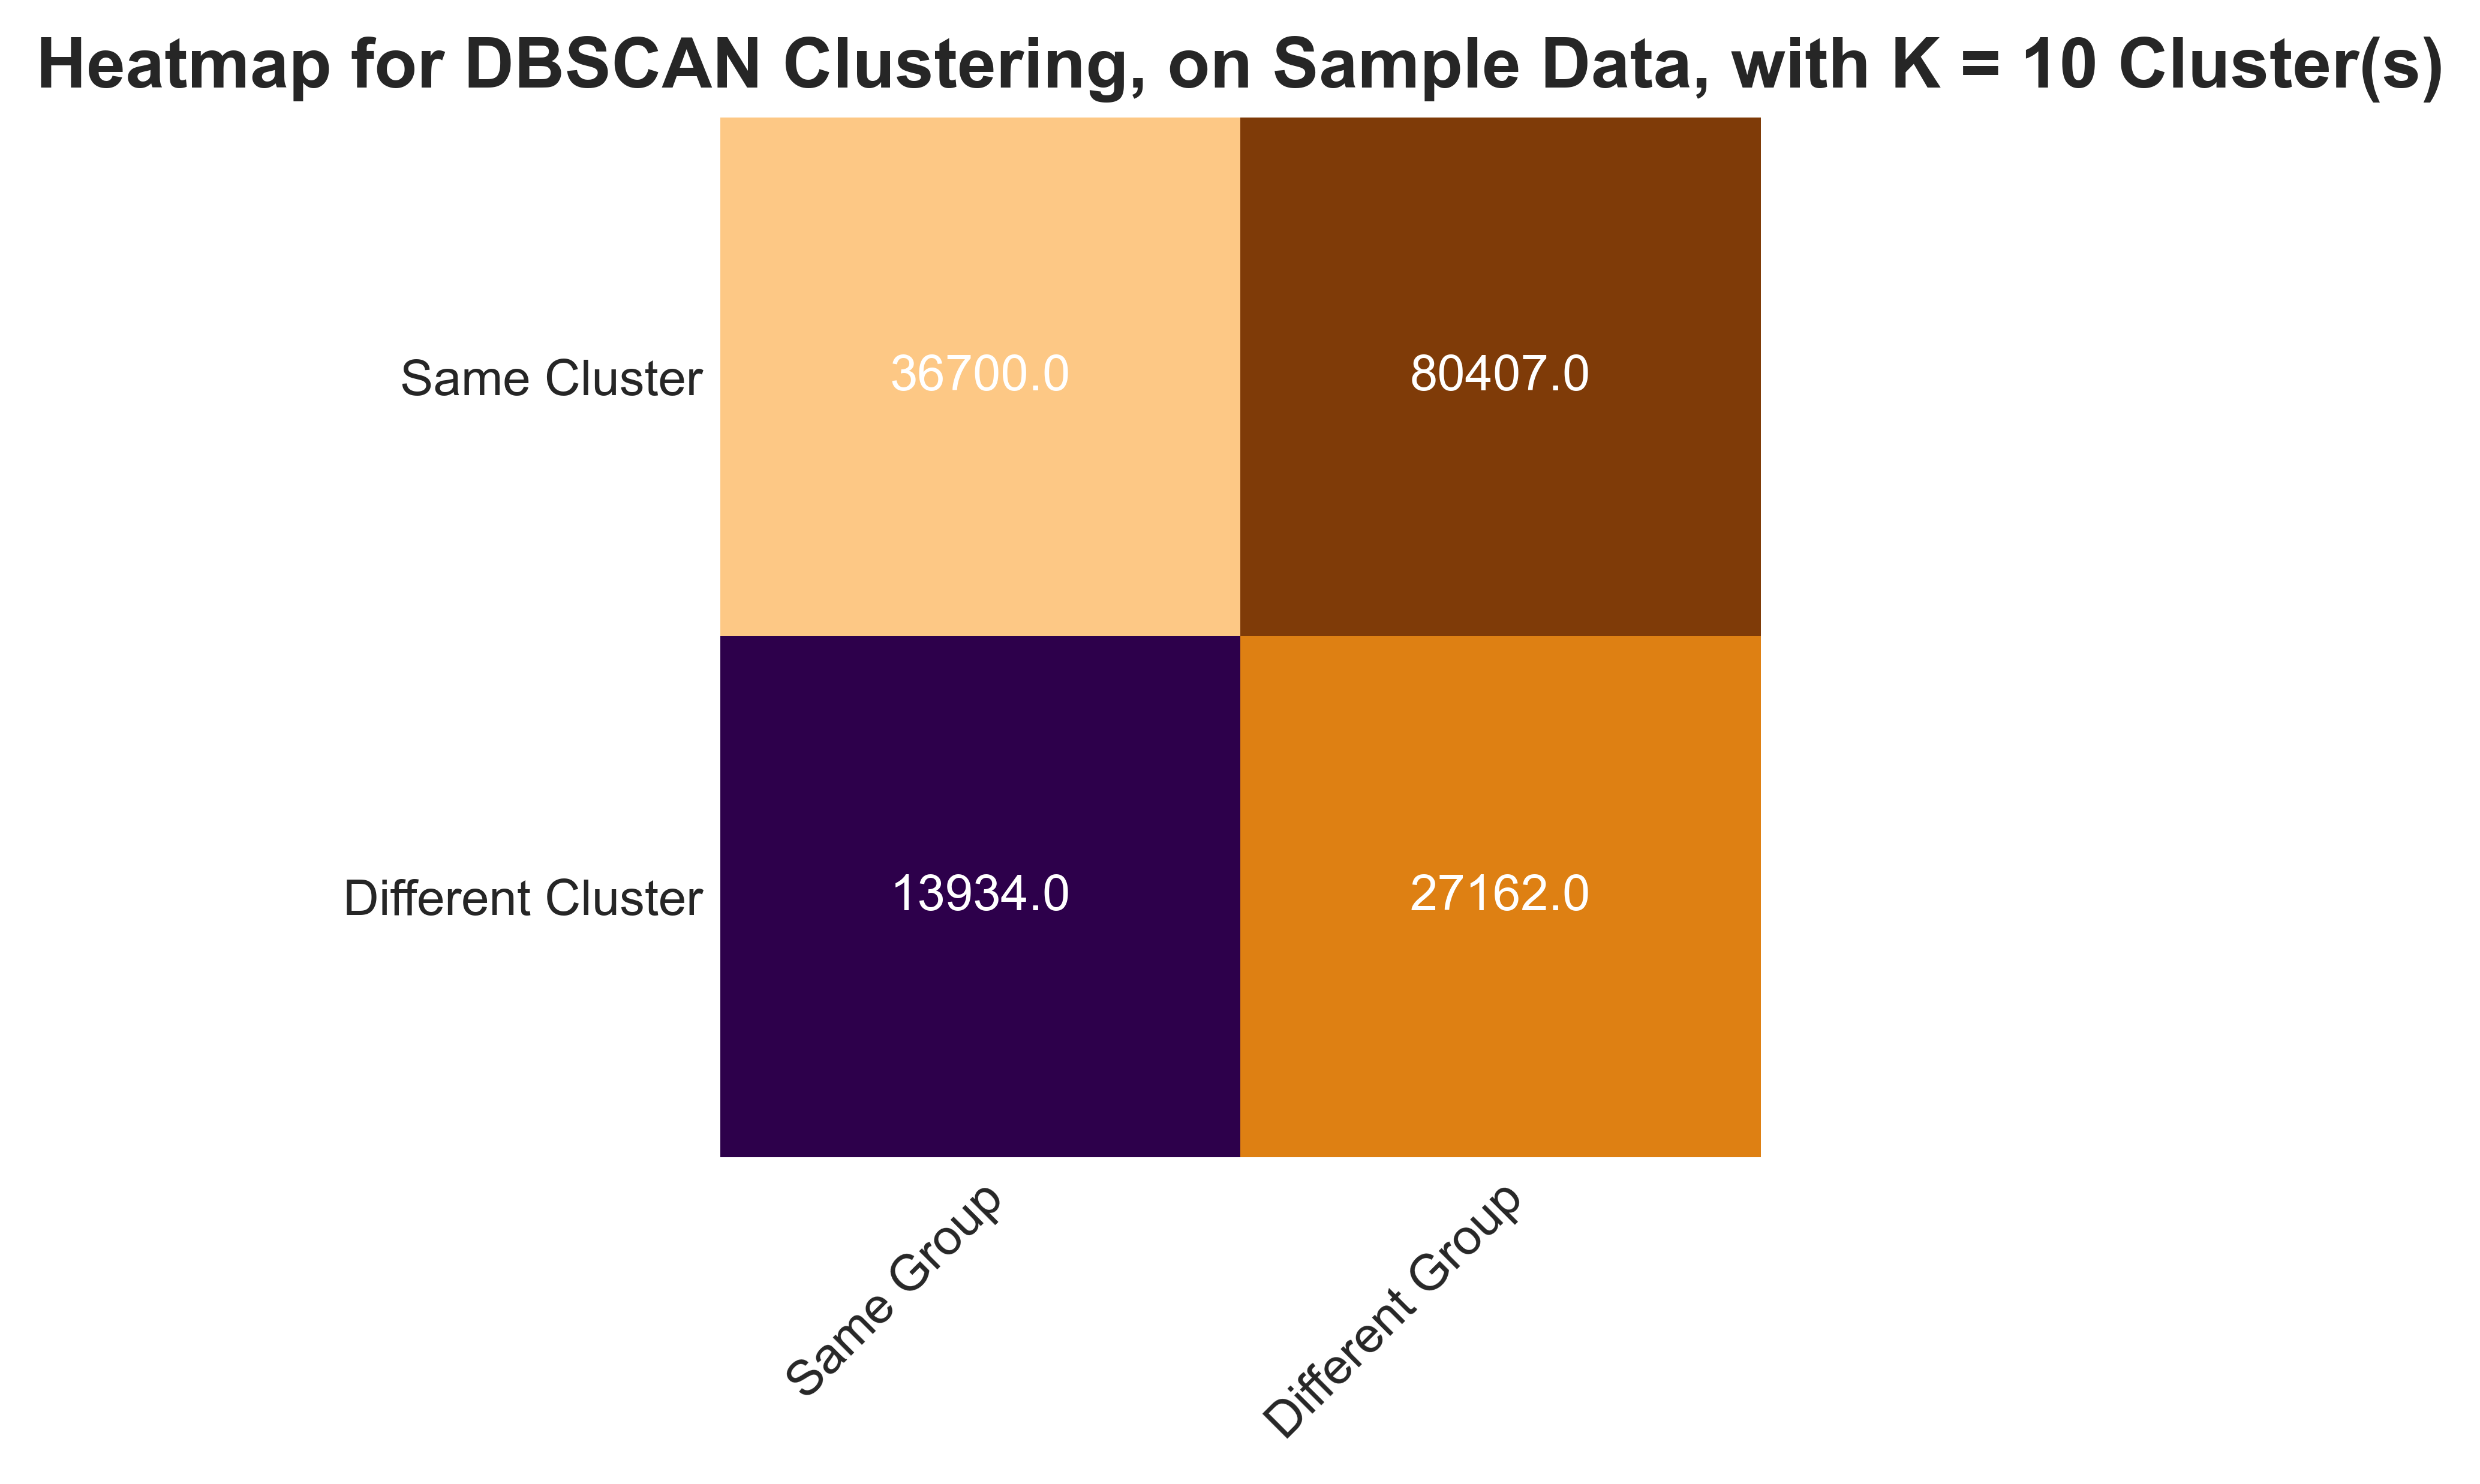 Heatmap for DBSCAN Clustering, on Sample Data, with K = 10 Cluster(s)
Same Cluster
36700.0
80407.0
Different Cluster
13934.0
27162.0
Same Group
Different Group